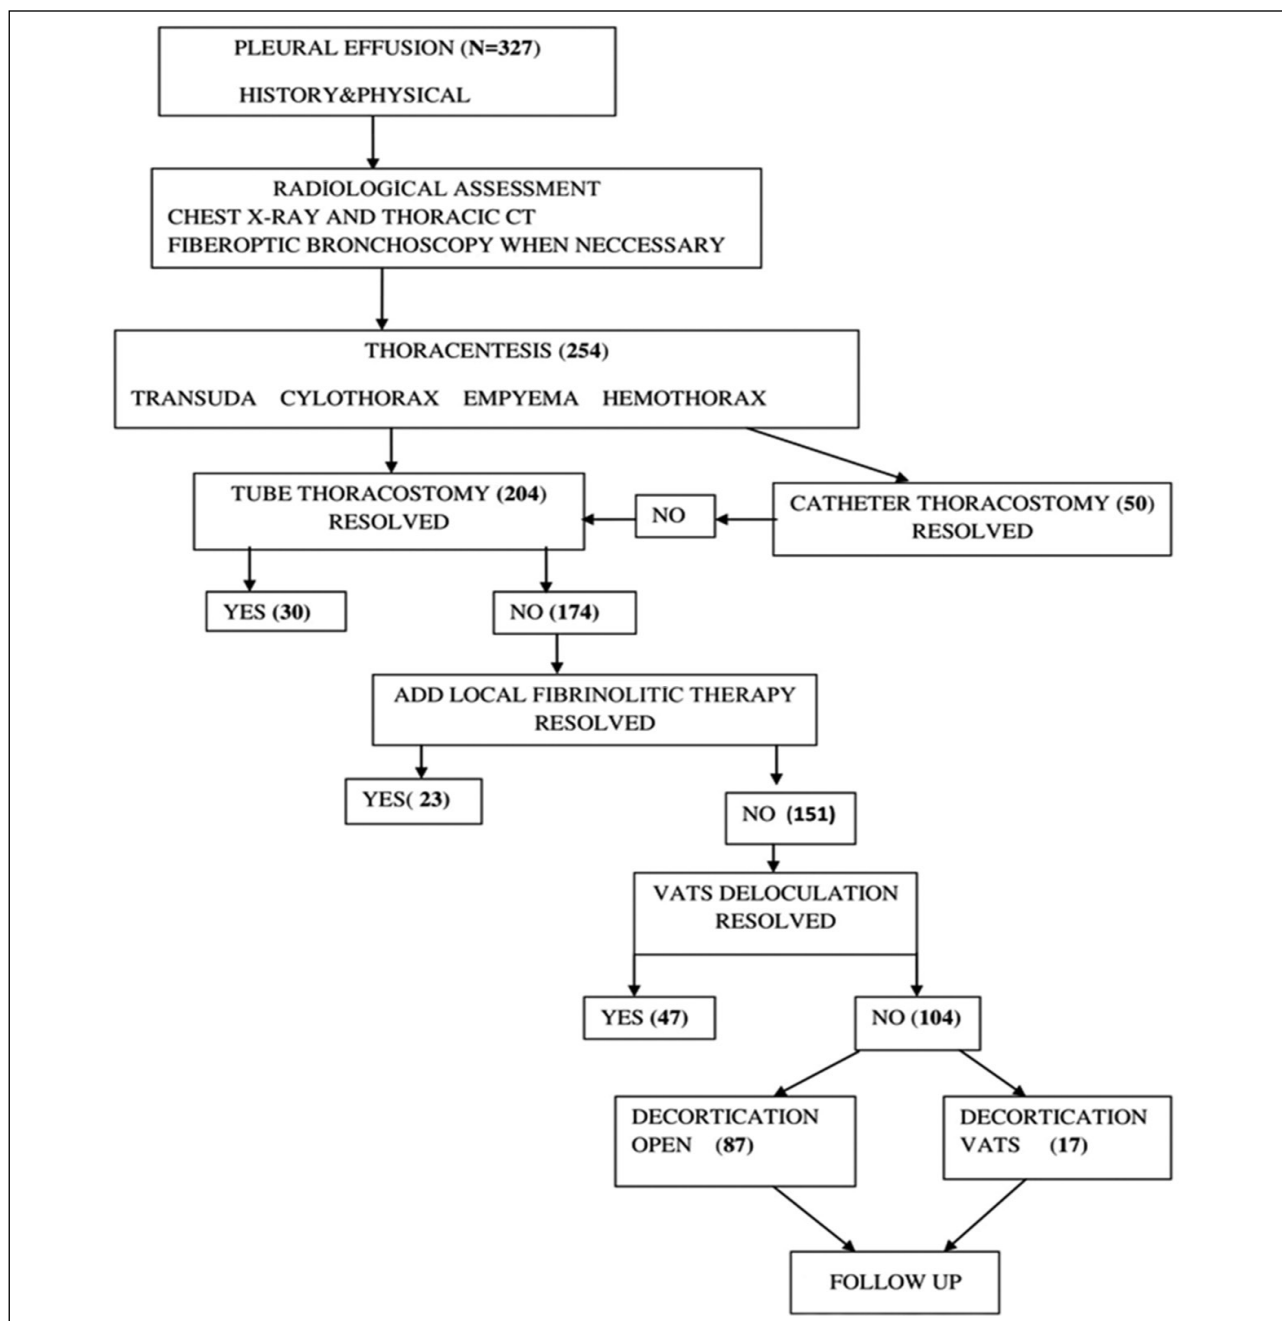 PLEURAL EFFUSION (N=327)
HISTORY&PHYSICAL
RADIOLOGICAL ASSESSMENT
CHEST X-RAY AND THORACIC CT
FIBEROPTIC BRONCHOSCOPY WHEN NECCESSARY
THORACENTESIS (254)
TRANSUDA CYLOTHORAX EMPYEMA HEMOTHORAX
TUBE THORACOSTOMY (204)
RESOLVED
NO
CATHETER THORACOSTOMY (50)
RESOLVED
YES (30)
NO (174)
ADD LOCAL FIBRINOLITIC THERAPY
RESOLVED
YES( 23)
NO (151)
VATS DELOCULATION
RESOLVED
YES (47)
NO (104)
DECORTICATION
OPEN (87)
DECORTICATION
VATS (17)
FOLLOW UP